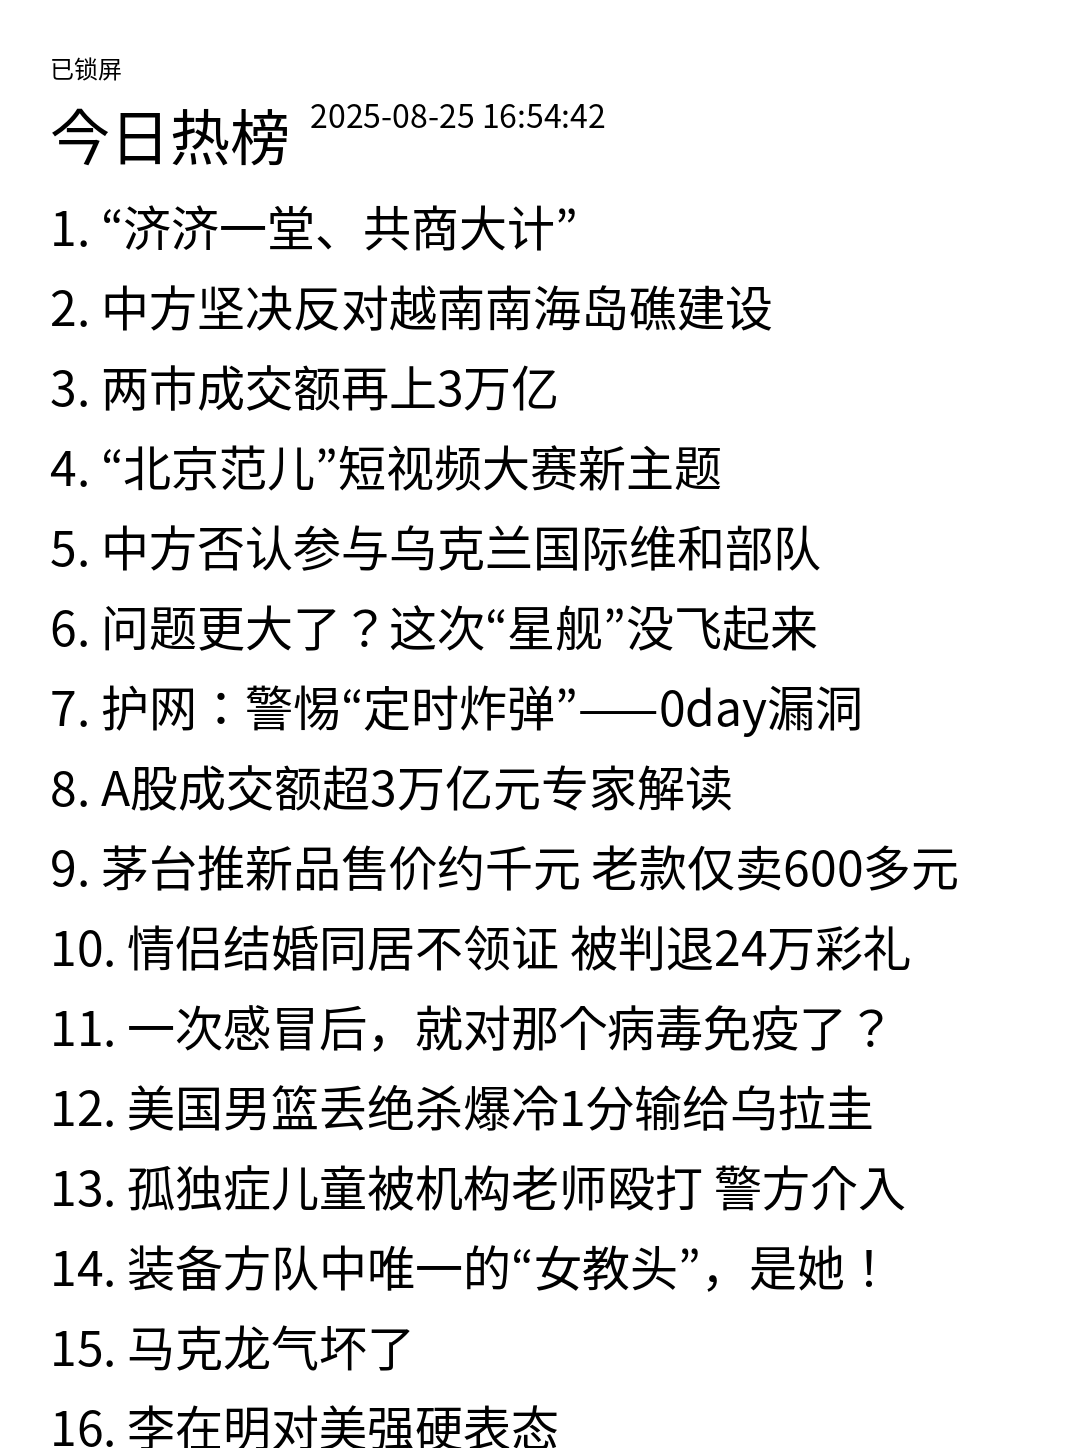 已锁屏
今日热榜 2025-08-25 16:54:42
1. “济济一堂、共商大计”
2. 中方坚决反对越南南海岛礁建设
3. 两市成交额再上3万亿
4. “北京范儿”短视频大赛新主题
5. 中方否认参与乌克兰国际维和部队
6. 问题更大了？这次“星舰”没飞起来
7. 护网：警惕“定时炸弹”——0day漏洞
8. A股成交额超3万亿元专家解读
9. 茅台推新品售价约千元 老款仅卖600多元
10. 情侣结婚同居不领证 被判退24万彩礼
11. 一次感冒后，就对那个病毒免疫了？
12. 美国男篮丢绝杀爆冷1分输给乌拉圭
13. 孤独症儿童被机构老师殴打 警方介入
14. 装备方队中唯一的“女教头”，是她！
15. 马克龙气坏了
16. 李在明对美强硬表态